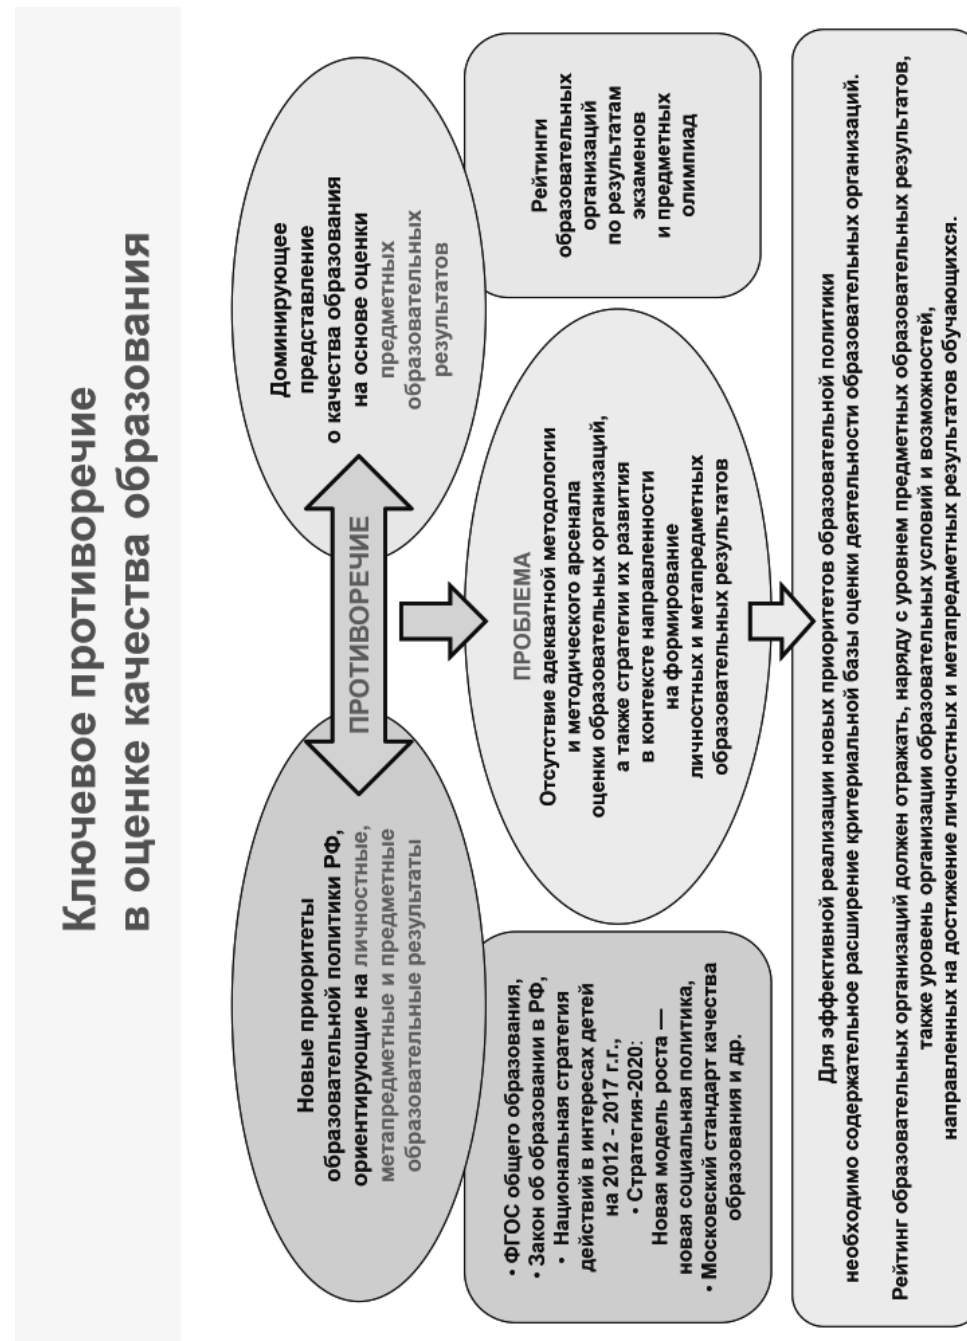 Ключевое противоречие
в оценке качества образования
Новые приоритеты
образовательной политики РФ,
ориентирующие на личностные,
метапредметные и предметные
образовательные результаты
ПРОТИВОРЕЧИЕ
Доминирующее
представление
о качества образования
на основе оценки
предметных
образовательных
результатов
• ФГОС общего образования,
• Закон об образовании в РФ,
• Национальная стратегия
действий в интересах детей
на 2012 - 2017 г.г.,
• Стратегия-2020:
Новая модель роста —
новая социальная политика,
• Московский стандарт качества
образования и др.
ПРОБЛЕМА
Отсутствие адекватной методологии
и методического арсенала
оценки образовательных организаций,
а также стратегии их развития
в контексте направленности
на формирование
личностных и метапредметных
образовательных результатов
Рейтинги
образовательных
организаций
по результатам
экзаменов
и предметных
олимпиад
Для эффективной реализации новых приоритетов образовательной политики
необходимо содержательное расширение критериальной базы оценки деятельности образовательных организаций.
Рейтинг образовательных организаций должен отражать, наряду с уровнем предметных образовательных результатов,
также уровень организации образовательных условий и возможностей,
направленных на достижение личностных и метапредметных результатов обучающихся.